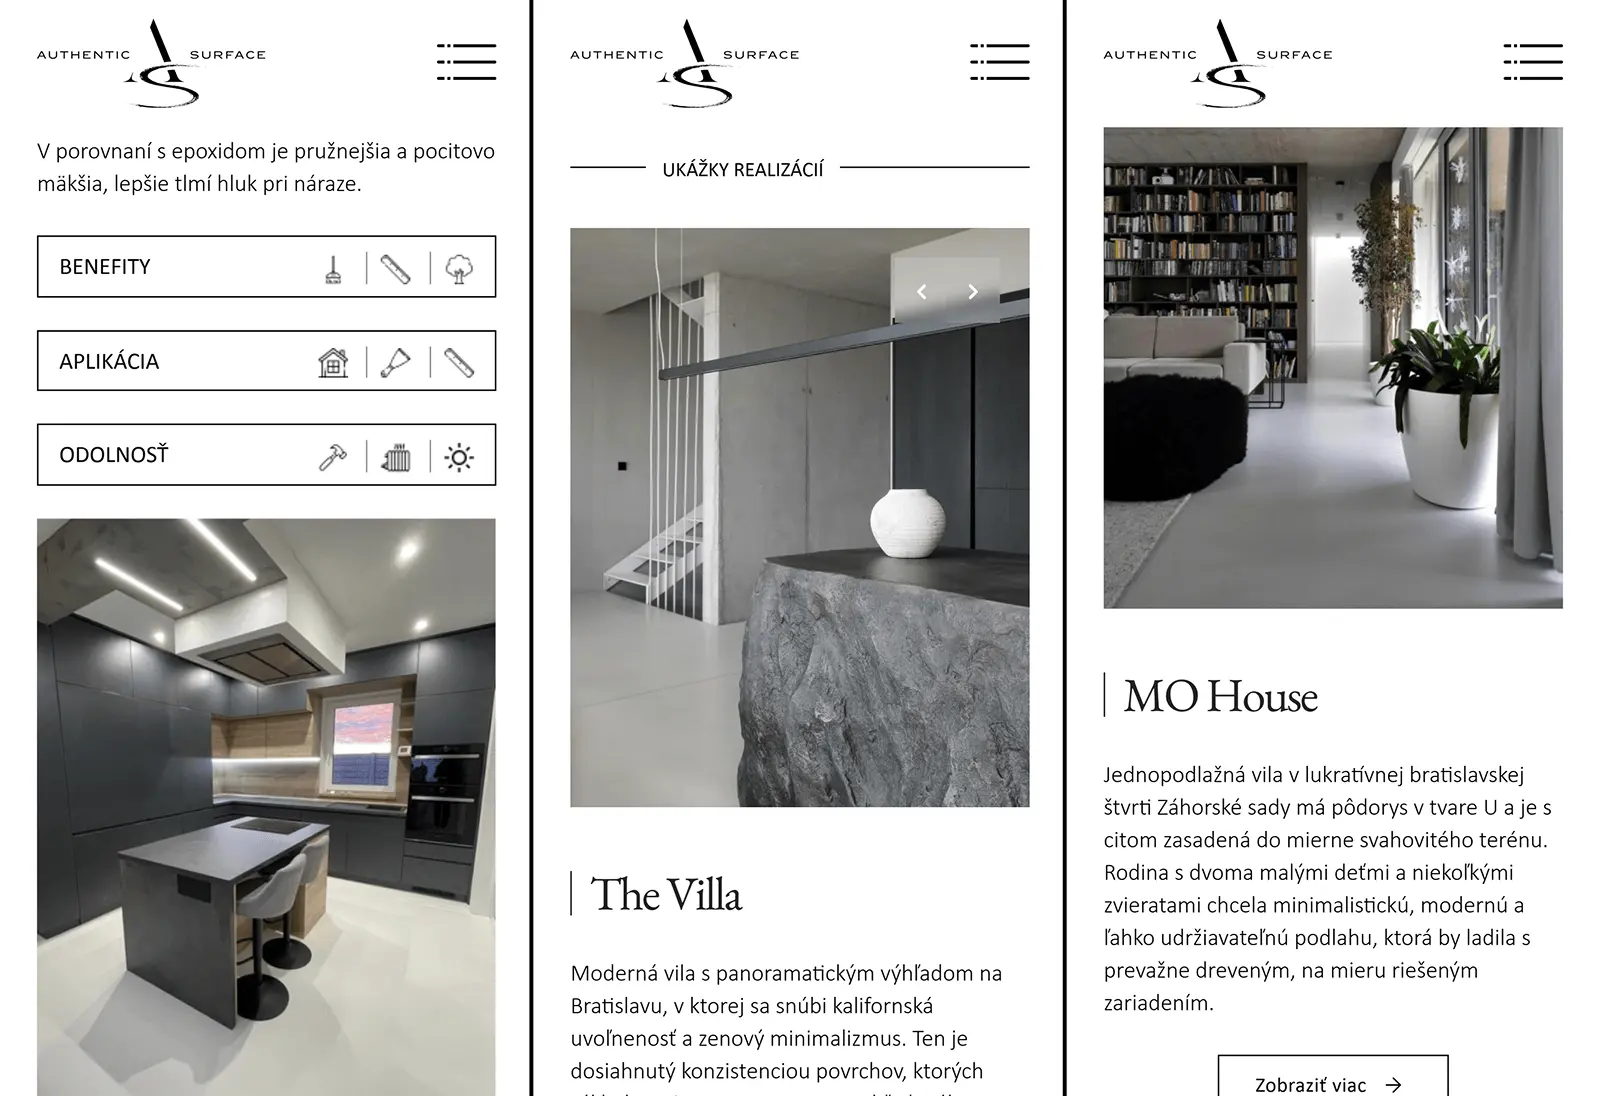 AUTHENTIC SURFACE
V porovnaní s epoxidom je pružnejšia a pocitovo
mäkšia, lepšie tlmí hluk pri náraze.
BENEFITY
APLIKÁCIA
ODOLNOSŤ
AUTHENTIC SURFACE
UKÁŽKY REALIZÁCIÍ
The Villa
Moderná vila s panoramatickým výhľadom na
Bratislavu, v ktorej sa snúbi kalifornská
uvoľnenosť a zenový minimalizmus. Ten je
dosiahnutý konzistenciou povrchov, ktorých
AUTHENTIC SURFACE
MO House
Jednopodlažná vila v lukratívnej bratislavskej
štvrti Záhorské sady má pôdorys v tvare U a je s
citom zasadená do mierne svahovitého terénu.
Rodina s dvoma malými deťmi a niekoľkými
zvieratami chcela minimalistickú, modernú a
ľahko udržiavateľnú podlahu, ktorá by ladila s
prevažne dreveným, na mieru riešeným
zariadením.
Zobraziť viac